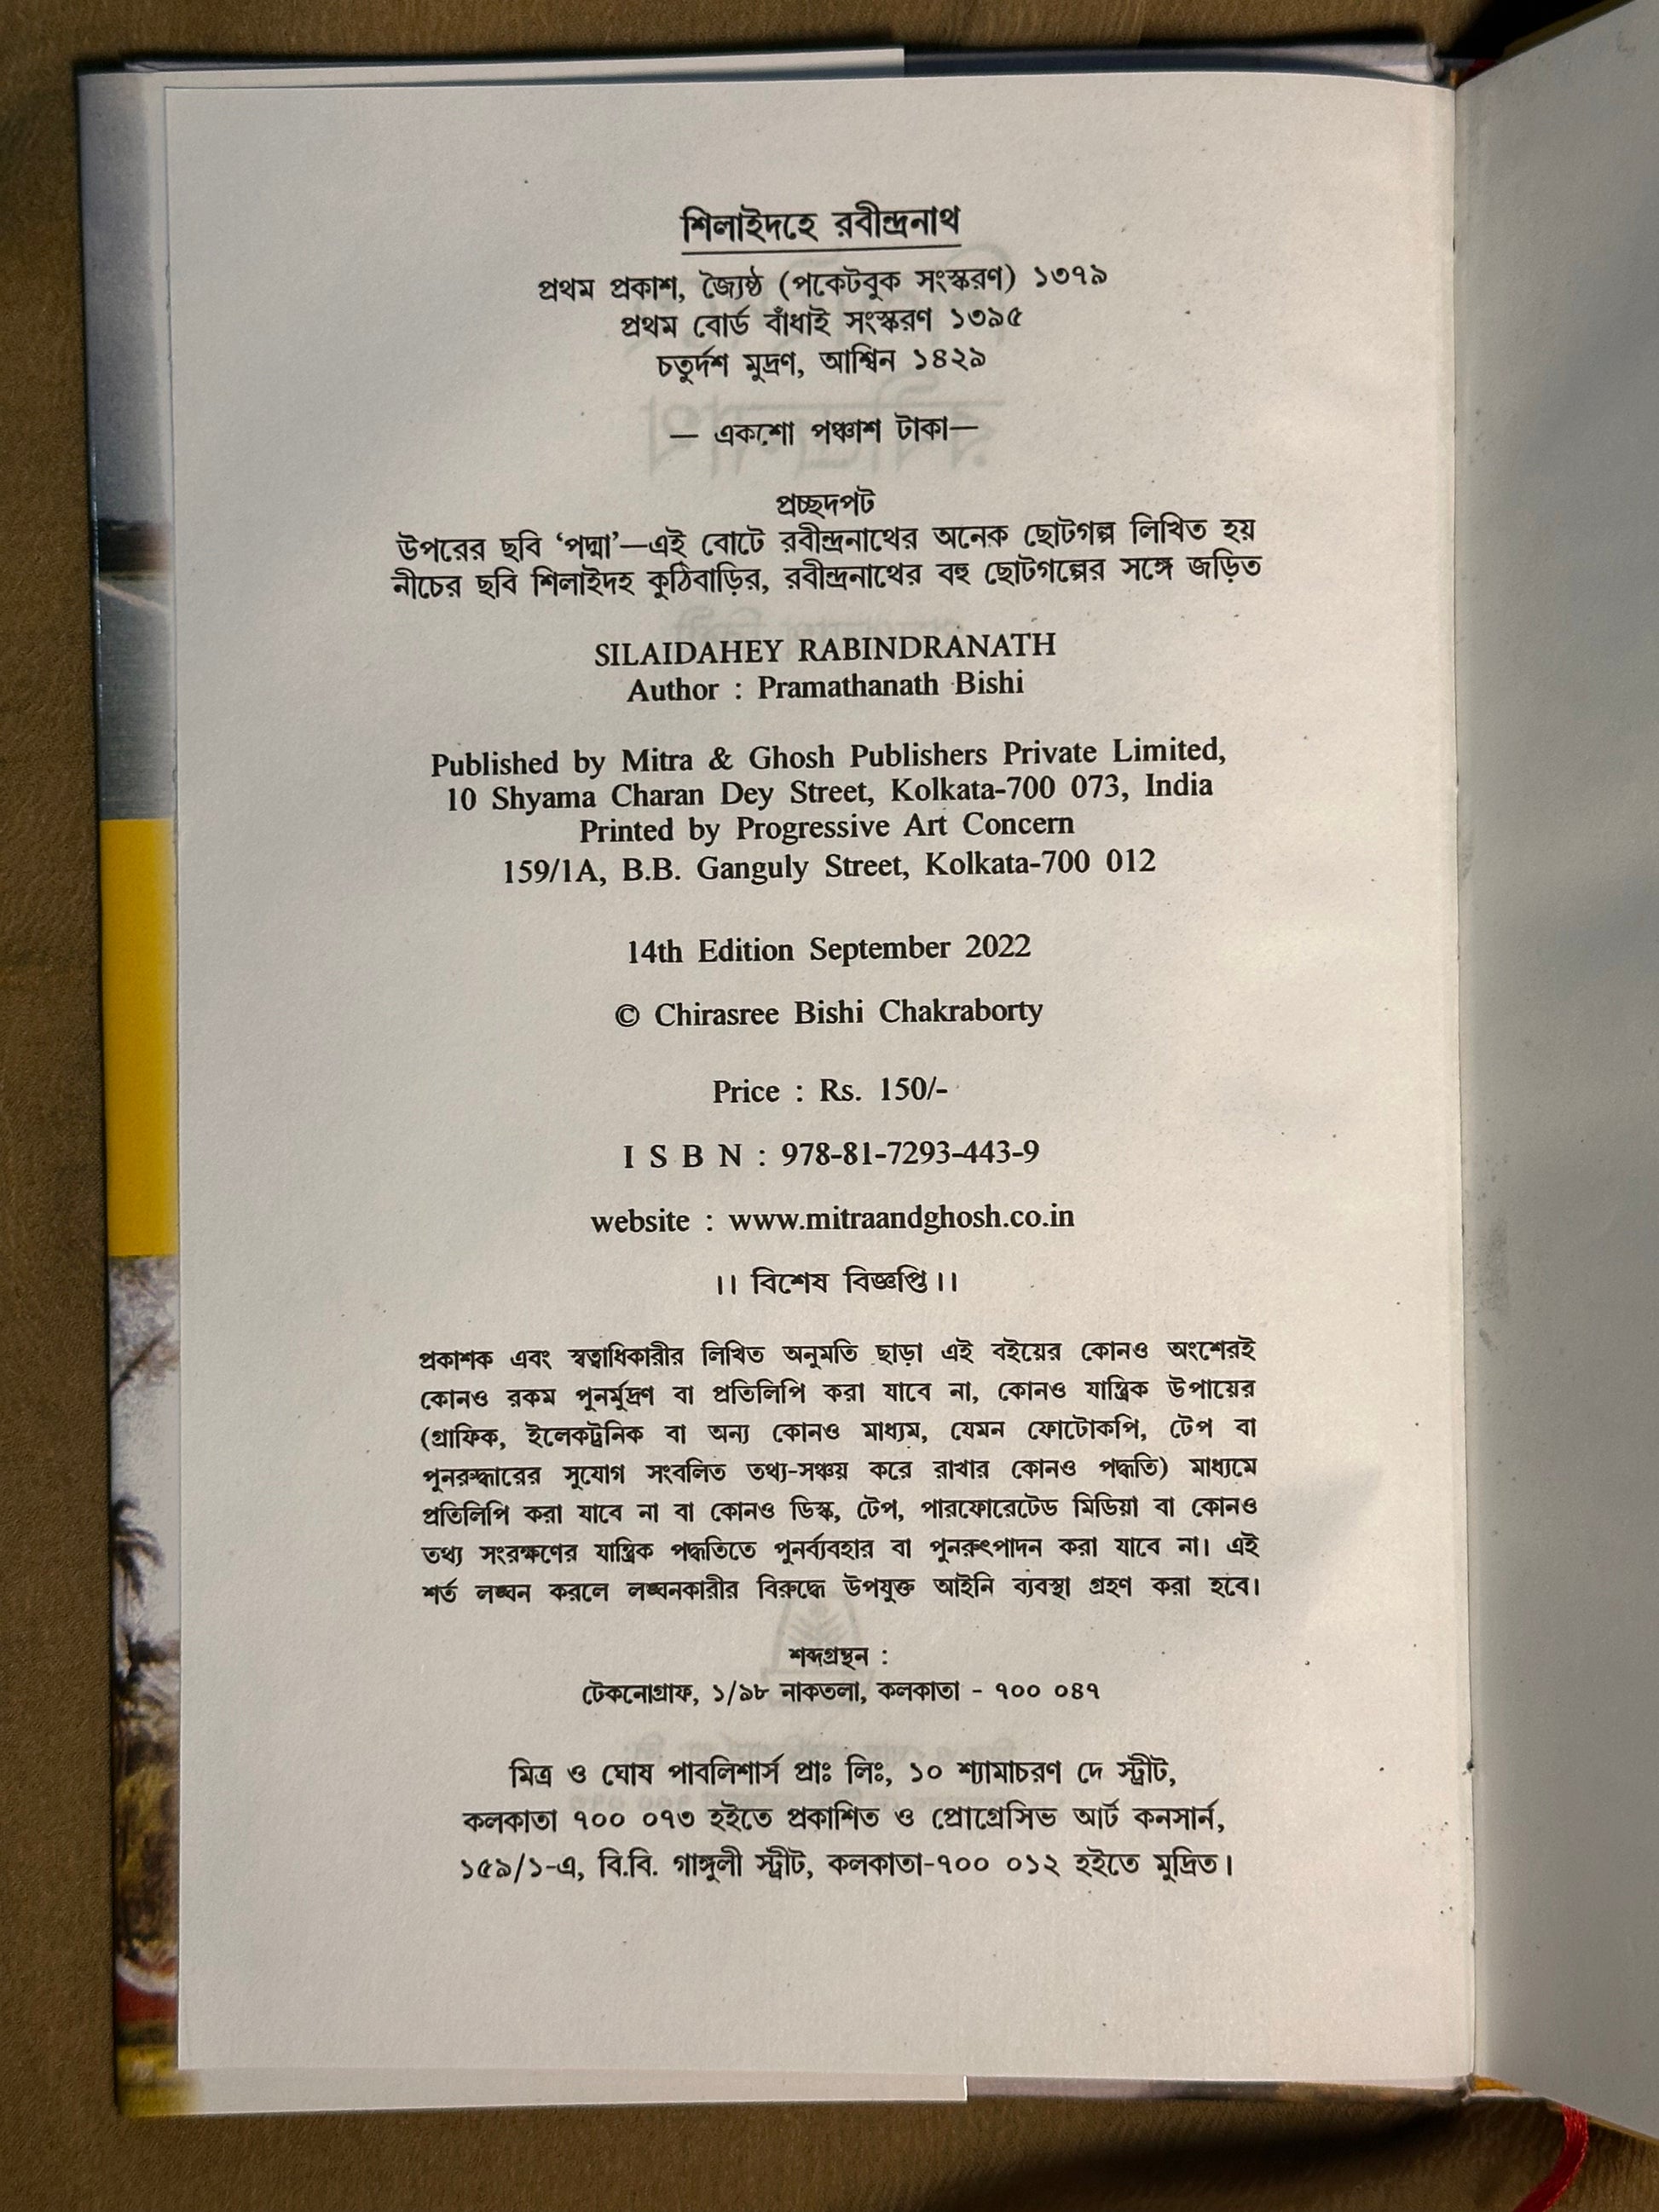 শিলাইদহে রবীন্দ্রনাথ
প্রথম প্রকাশ, জ্যৈষ্ঠ (পকেটবুক সংস্করণ) ১৩৭৯
প্রথম বোর্ড বাঁধাই সংস্করণ ১৩৯৫
চতুর্দশ মুদ্রণ, আশ্বিন ১৪২৯
— একশো পঞ্চাশ টাকা—
প্রচ্ছদপট
উপরের ছবি ‘পদ্মা’—এই বোটে রবীন্দ্রনাথের অনেক ছোটগল্প লিখিত হয়
নীচের ছবি শিলাইদহ কুঠিবাড়ির, রবীন্দ্রনাথের বহু ছোটগল্পের সঙ্গে জড়িত
SILAIDAHEY RABINDRANATH
Author : Pramathanath Bishi
Published by Mitra & Ghosh Publishers Private Limited,
10 Shyama Charan Dey Street, Kolkata-700 073, India
Printed by Progressive Art Concern
159/1A, B.B. Ganguly Street, Kolkata-700 012
14th Edition September 2022
© Chirasree Bishi Chakraborty
Price : Rs. 150/-
I S B N : 978-81-7293-443-9
website : www.mitraandghosh.co.in
।। বিশেষ বিজ্ঞপ্তি ।।
প্রকাশক এবং স্বত্বাধিকারীর লিখিত অনুমতি ছাড়া এই বইয়ের কোনও অংশেরই
কোনও রকম পুনর্মুদ্রণ বা প্রতিলিপি করা যাবে না, কোনও যান্ত্রিক উপায়ের
(গ্রাফিক, ইলেকট্রনিক বা অন্য কোনও মাধ্যম, যেমন ফোটোকপি, টেপ বা
পুনরুদ্ধারের সুযোগ সংবলিত তথ্য-সঞ্চয় করে রাখার কোনও পদ্ধতি) মাধ্যমে
প্রতিলিপি করা যাবে না বা কোনও ডিস্ক, টেপ, পারফোরেটেড মিডিয়া বা কোনও
তথ্য সংরক্ষণের যান্ত্রিক পদ্ধতিতে পুনর্ব্যবহার বা পুনরুৎপাদন করা যাবে না। এই
শর্ত লঙ্ঘন করলে লঙ্ঘনকারীর বিরুদ্ধে উপযুক্ত আইনি ব্যবস্থা গ্রহণ করা হবে।
শব্দগ্রন্থন :
টেকনোগ্রাফ, ১/৯৮ নাকতলা, কলকাতা - ৭০০ ০৪৭
মিত্র ও ঘোষ পাবলিশার্স প্রাঃ লিঃ, ১০ শ্যামাচরণ দে স্ট্রীট,
কলকাতা ৭০০ ০৭৩ হইতে প্রকাশিত ও প্রোগ্রেসিভ আর্ট কনসার্ন,
১৫৯/১-এ, বি.বি. গাঙ্গুলী স্ট্রীট, কলকাতা-৭০০ ০১২ হইতে মুদ্রিত।